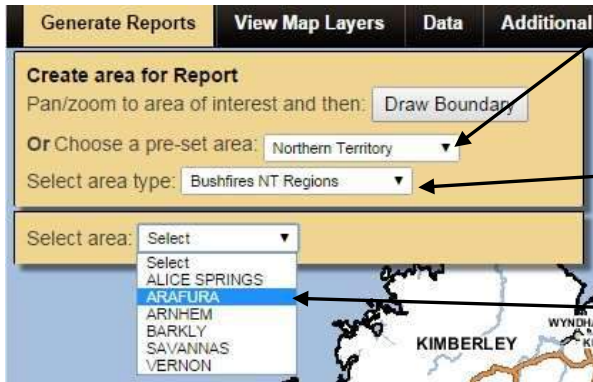 Generate Reports View Map Layers Data Additional
Create area for Report
Pan/zoom to area of interest and then: Draw Boundary
Or Choose a pre-set area: Northern Territory
Select area type: Bushfires NT Regions
Select area: Select
Select
ALICE SPRINGS
ARAFURA
ARNHEM
BARKLY
SAVANNAS
VERNON
KIMBERLEY